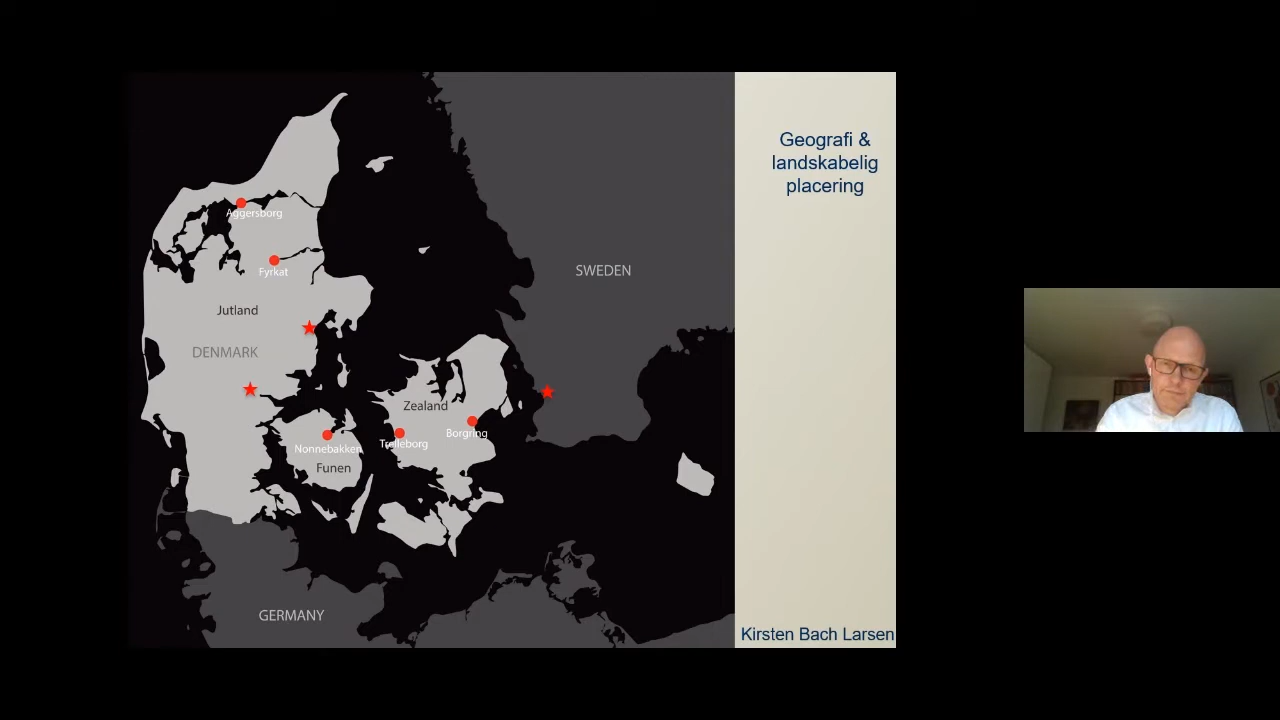 Geografi &
landskabelig
placering
Aggersborg
Fyrkat
SWEDEN
Jutland
DENMARK
Zealand
Borgring
Trelleborg
Nonnebakken
Funen
GERMANY
Kirsten Bach Larsen